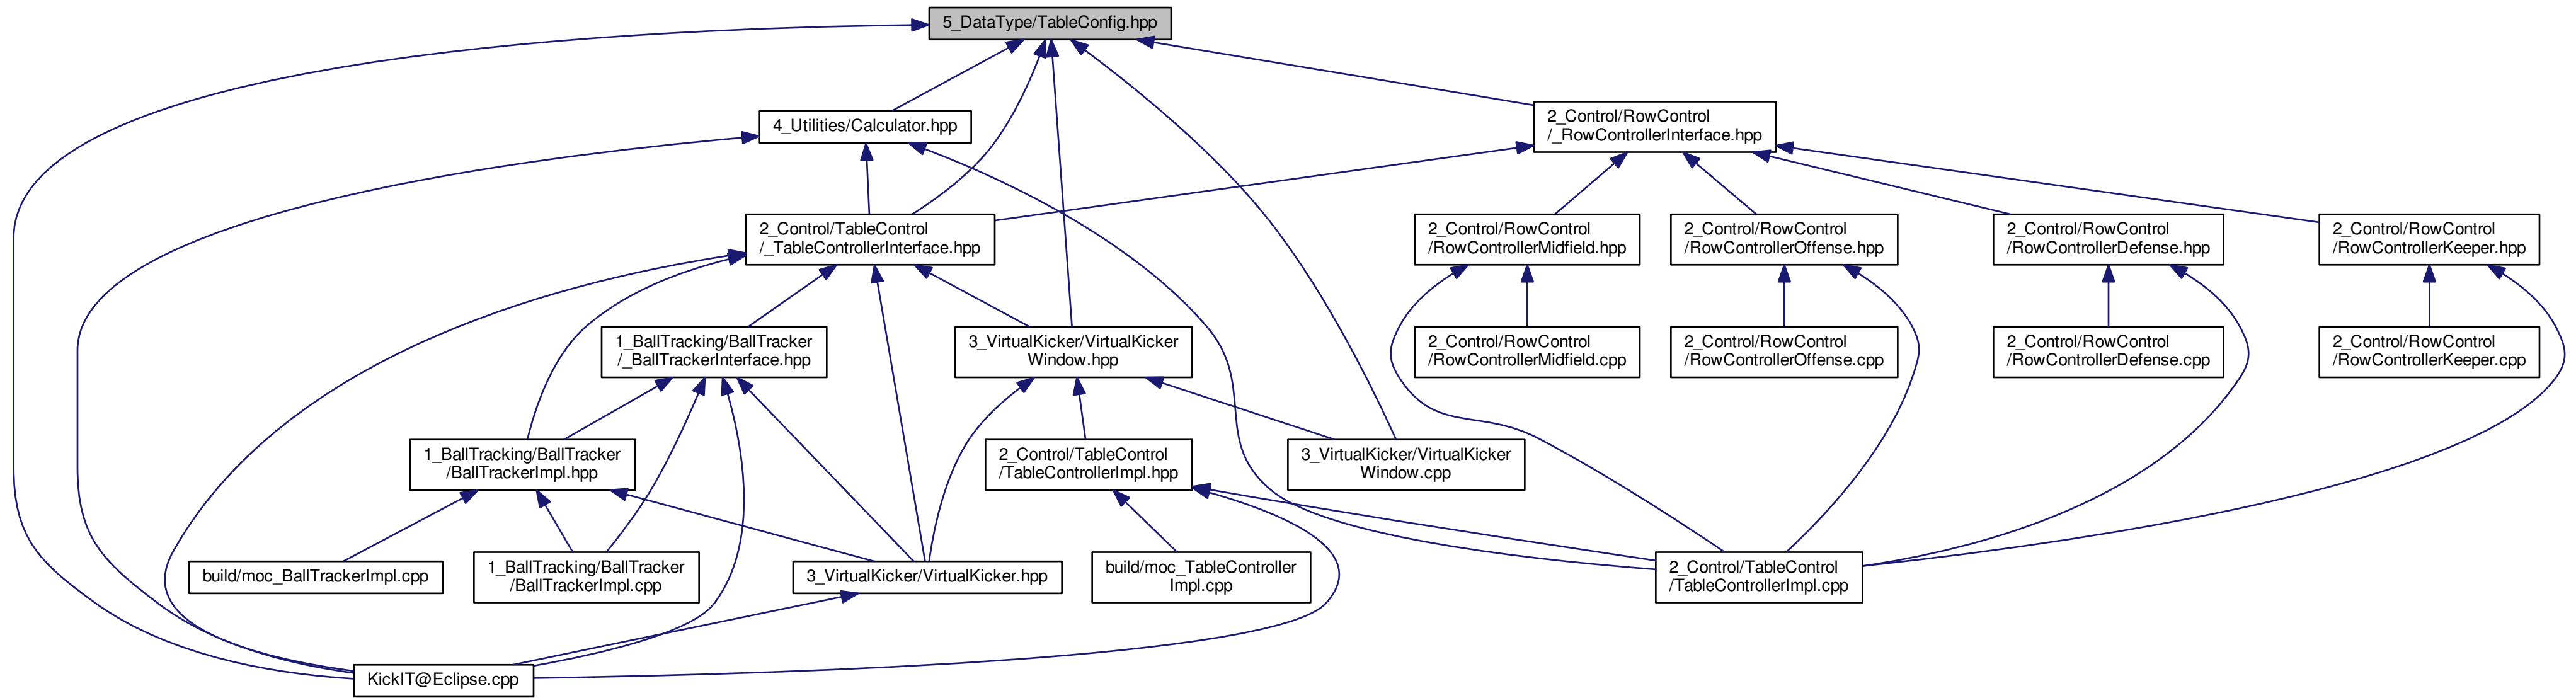 5_DataType/TableConfig.hpp
4_Utilities/Calculator.hpp
2_Control/RowControl
/_RowControllerInterface.hpp
2_Control/TableControl
/_TableControllerInterface.hpp
2_Control/RowControl
/RowControllerMidfield.hpp
2_Control/RowControl
/RowControllerOffense.hpp
2_Control/RowControl
/RowControllerDefense.hpp
2_Control/RowControl
/RowControllerKeeper.hpp
1_BallTracking/BallTracker
/_BallTrackerInterface.hpp
3_VirtualKicker/VirtualKicker
Window.hpp
2_Control/RowControl
/RowControllerMidfield.cpp
2_Control/RowControl
/RowControllerOffense.cpp
2_Control/RowControl
/RowControllerDefense.cpp
2_Control/RowControl
/RowControllerKeeper.cpp
1_BallTracking/BallTracker
/BallTrackerImpl.hpp
2_Control/TableControl
/TableControllerImpl.hpp
3_VirtualKicker/VirtualKicker
Window.cpp
build/moc_BallTrackerImpl.cpp
1_BallTracking/BallTracker
/BallTrackerImpl.cpp
3_VirtualKicker/VirtualKicker.hpp
build/moc_TableController
Impl.cpp
2_Control/TableControl
/TableControllerImpl.cpp
KickIT@Eclipse.cpp